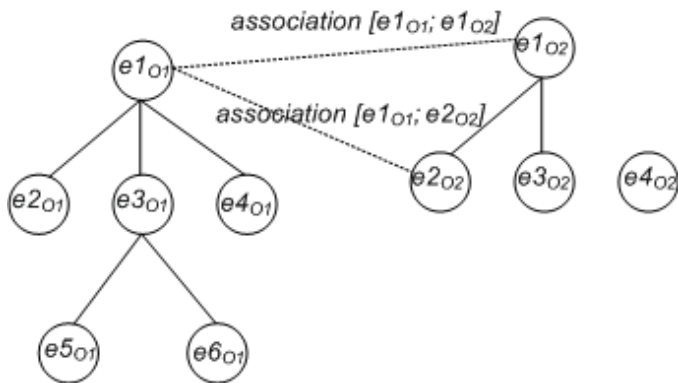 association [e1O1; e1O2]
e1O1
e1O2
association [e1O1; e2O2]
e2O1
e3O1
e4O1
e2O2
e3O2
e4O2
e5O1
e6O1